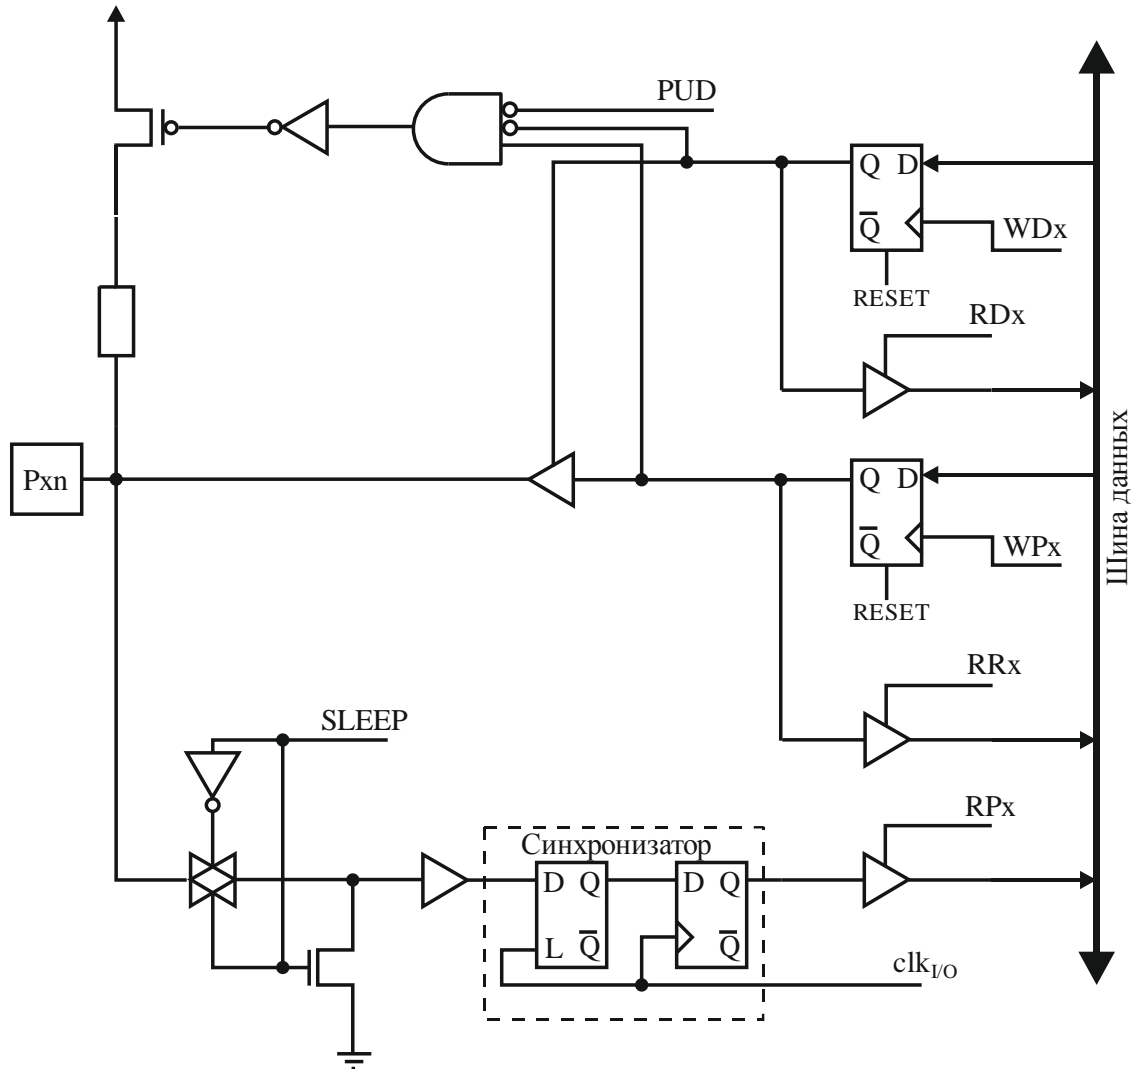 PUD
Q D
Q
WDx
RESET
RDx
Pxn
Q D
Q
WPx
RESET
Шина данных
RRx
SLEEP
RPx
Синхронизатор
D Q
D Q
L Q
Q
clkI/O